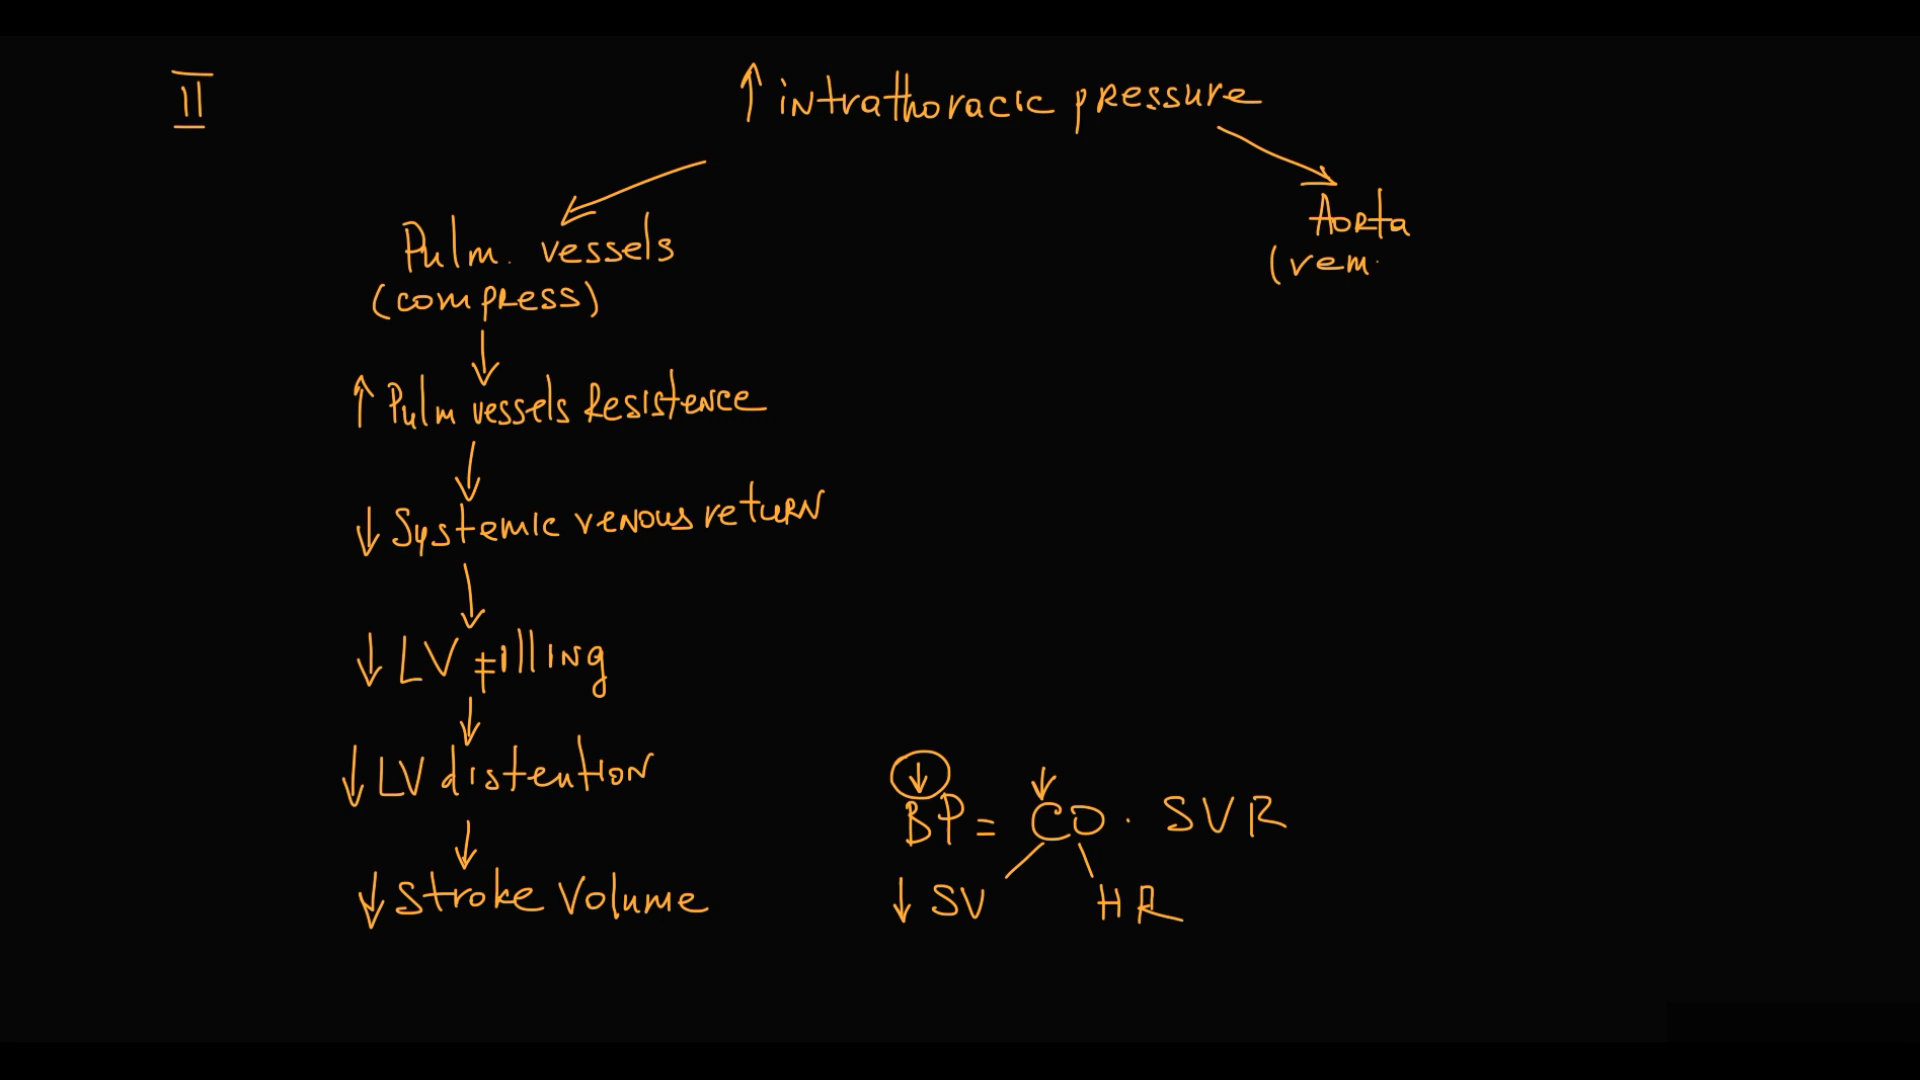 II
↑ intrathoracic pressure
Pulm. vessels
(compress)
↑ Pulm vessels Resistence
↓ Systemic venous return
↓ LV filling
↓ LV distention
↓ Stroke Volume
Aorta
(rem.
↓ ↓
BP = CO · SVR
↓ SV HR